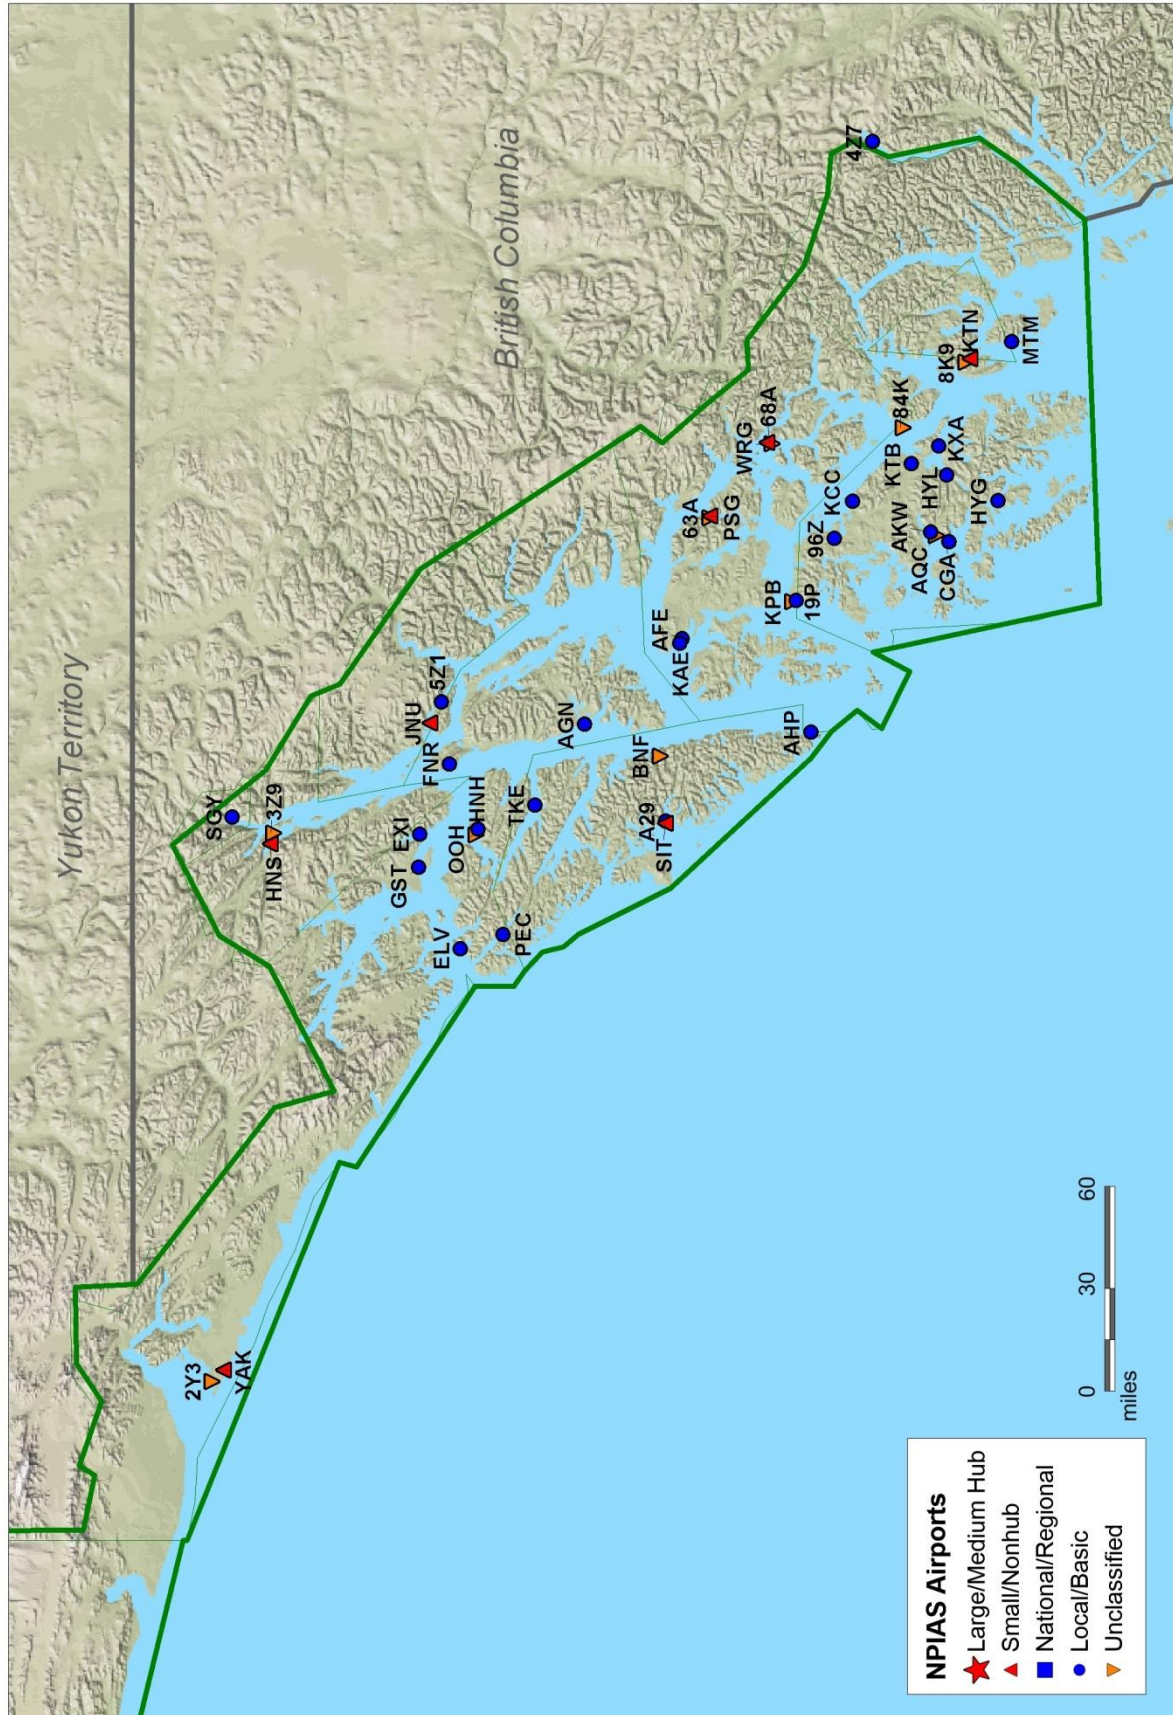 Yukon Territory
British Columbia
2Y3
YAK
SGY
HNS
3Z9
GST
EXI
FNR
JNU
5Z1
ELV
OOH
HNH
PEC
TKE
AGN
BNF
A29
SIT
AHP
KAE
AFE
63A
PSG
WRG
68A
KPB
19P
96Z
KCC
AKW
AQC
CGA
KTB
84K
HYL
KXA
HYG
8K9
KTN
MTM
4Z7
NPIAS Airports
Large/Medium Hub
Small/Nonhub
National/Regional
Local/Basic
Unclassified
0 30 60
miles